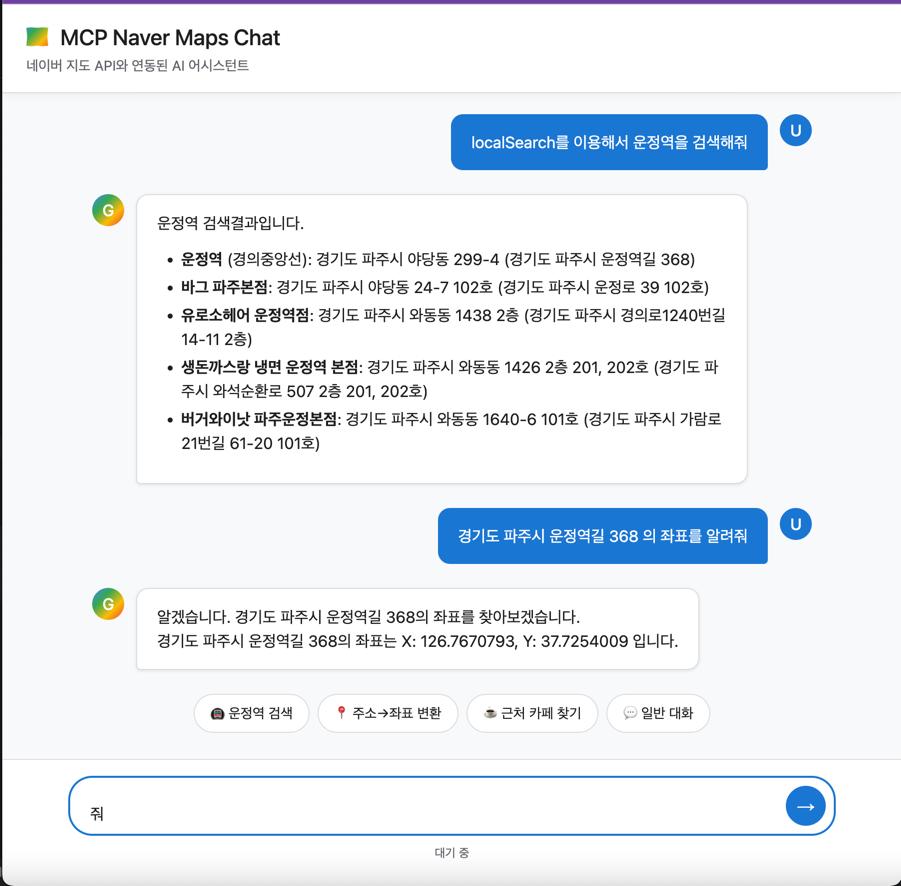 MCP Naver Maps Chat
네이버 지도 API와 연동된 AI 어시스턴트
localSearch를 이용해서 운정역을 검색해줘
U
G
운정역 검색결과입니다.
• 운정역 (경의중앙선): 경기도 파주시 야당동 299-4 (경기도 파주시 운정역길 368)
• 바그 파주본점: 경기도 파주시 야당동 24-7 102호 (경기도 파주시 운정로 39 102호)
• 유로소헤어 운정역점: 경기도 파주시 와동동 1438 2층 (경기도 파주시 경의로1240번길
14-11 2층)
• 생돈까스랑 냉면 운정역 본점: 경기도 파주시 와동동 1426 2층 201, 202호 (경기도 파
주시 와석순환로 507 2층 201, 202호)
• 버거와이낫 파주운정본점: 경기도 파주시 와동동 1640-6 101호 (경기도 파주시 가람로
21번길 61-20 101호)
경기도 파주시 운정역길 368 의 좌표를 알려줘
U
G
알겠습니다. 경기도 파주시 운정역길 368의 좌표를 찾아보겠습니다.
경기도 파주시 운정역길 368의 좌표는 X: 126.7670793, Y: 37.7254009 입니다.
운정역 검색
주소→좌표 변환
근처 카페 찾기
일반 대화
줘
→
대기 중